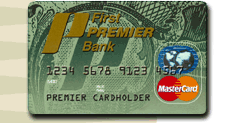 First
PREMIER
Bank
1234 5678 9123 4567
PREMIER CARDHOLDER
MasterCard